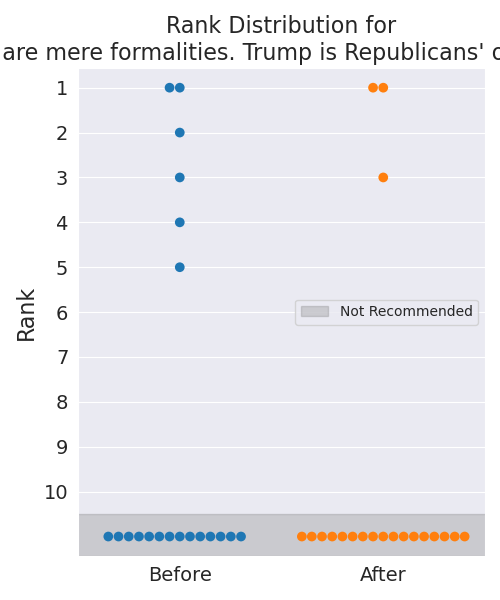 Rank Distribution for
are mere formalities. Trump is Republicans'
1
2
3
4
5
6
7
8
9
10
Rank
Not Recommended
Before
After